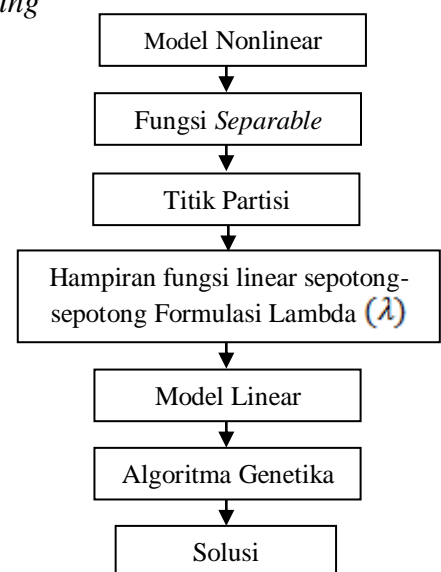 ing
Model Nonlinear
Fungsi Separable
Titik Partisi
Hampiran fungsi linear sepotong-
sepotong Formulasi Lambda (λ)
Model Linear
Algoritma Genetika
Solusi